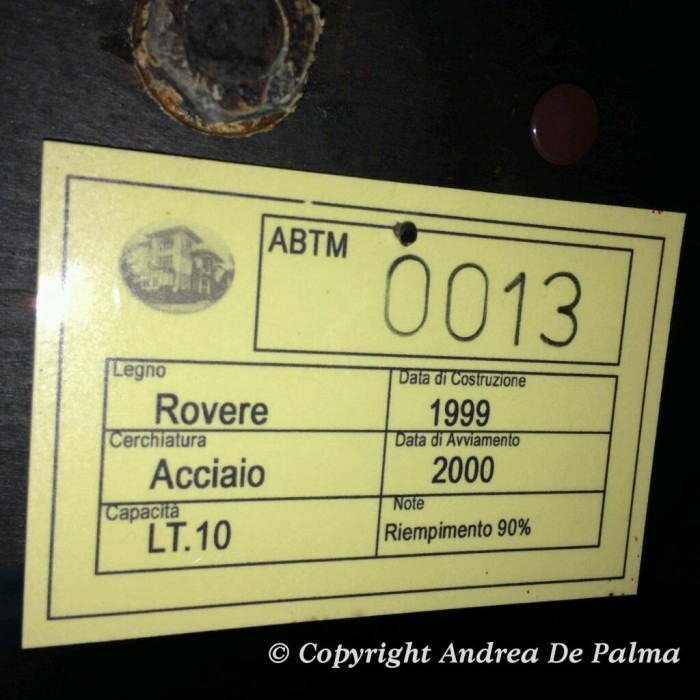 ABTM
0013
Legno
Rovere
Data di Costruzione
1999
Cerchiatura
Acciaio
Data di Avviamento
2000
Capacità
LT.10
Note
Riempimento 90%
© Copyright Andrea De Palma